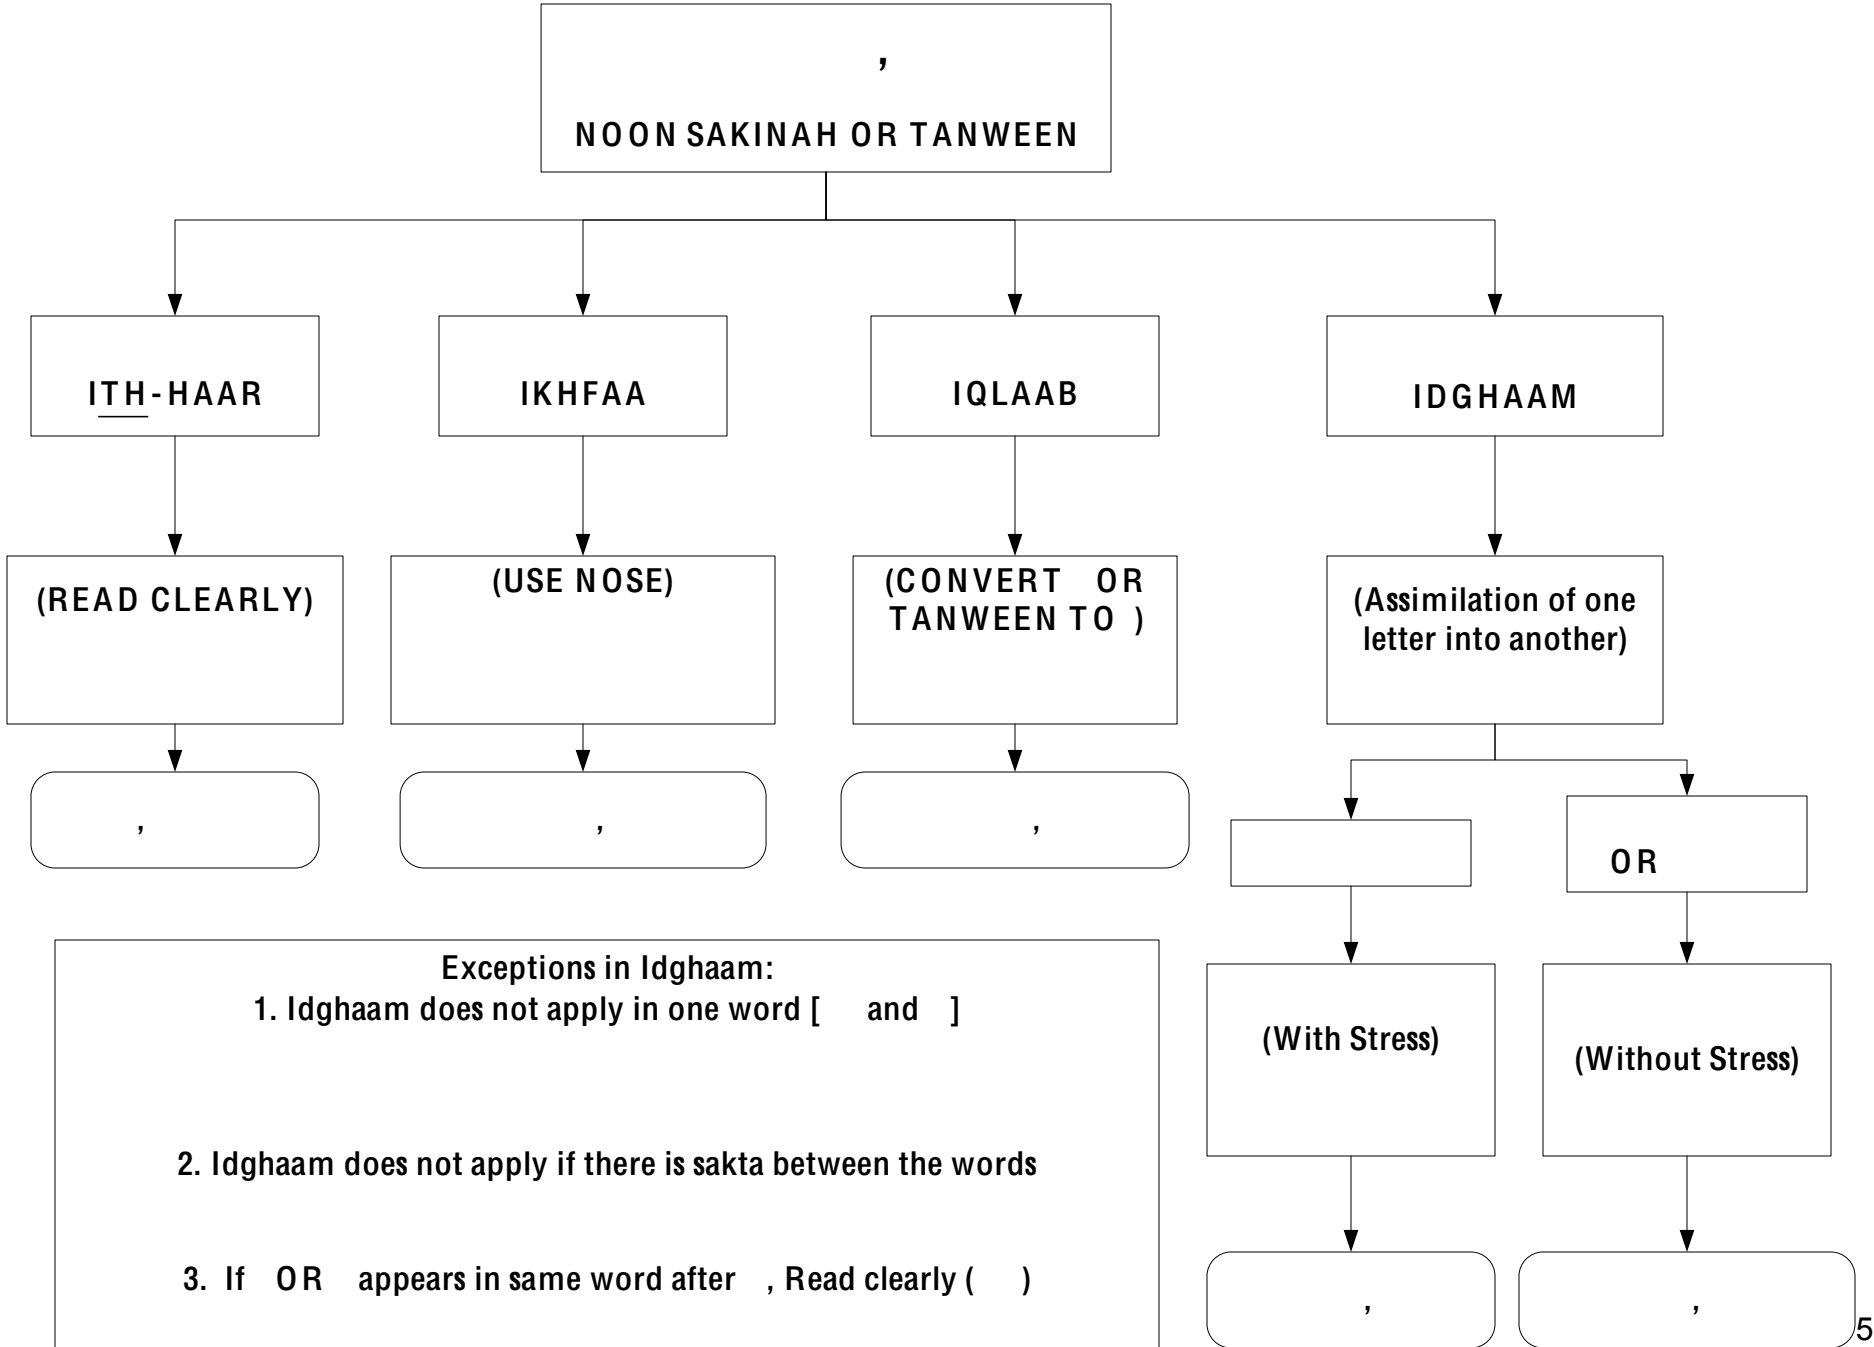 ,
NOON SAKINAH OR TANWEEN
ITH-HAAR
IKHFAA
IQLAAB
IDGHAAM
(READ CLEARLY)
(USE NOSE)
(CONVERT OR
TANWEEN TO )
(Assimilation of one
letter into another)
,
,
,
OR
(With Stress)
(Without Stress)
,
,
Exceptions in Idghaam:
1. Idghaam does not apply in one word [ and ]
2. Idghaam does not apply if there is sakta between the words
3. If OR appears in same word after , Read clearly ( )
5